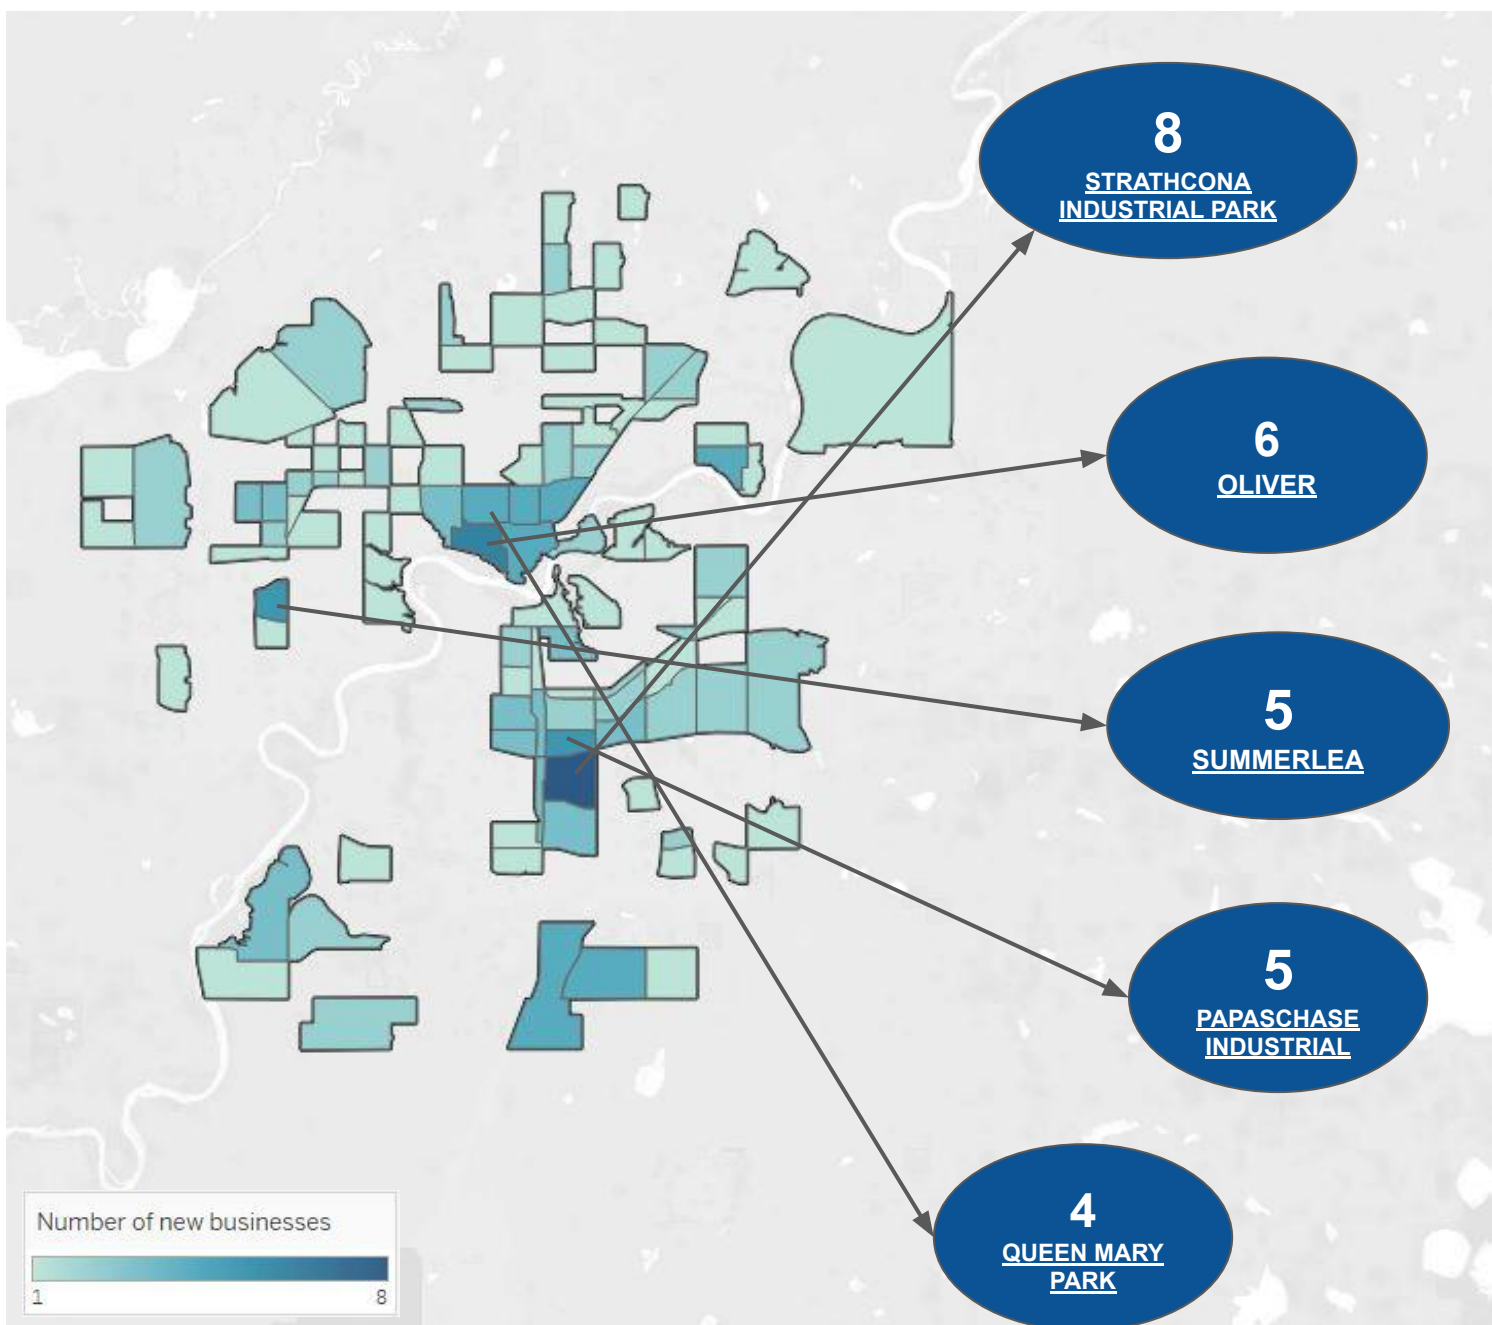 8
STRATHCONA
INDUSTRIAL PARK
6
OLIVER
5
SUMMERLEA
5
PAPASCHASE
INDUSTRIAL
4
QUEEN MARY
PARK
Number of new businesses
1 8